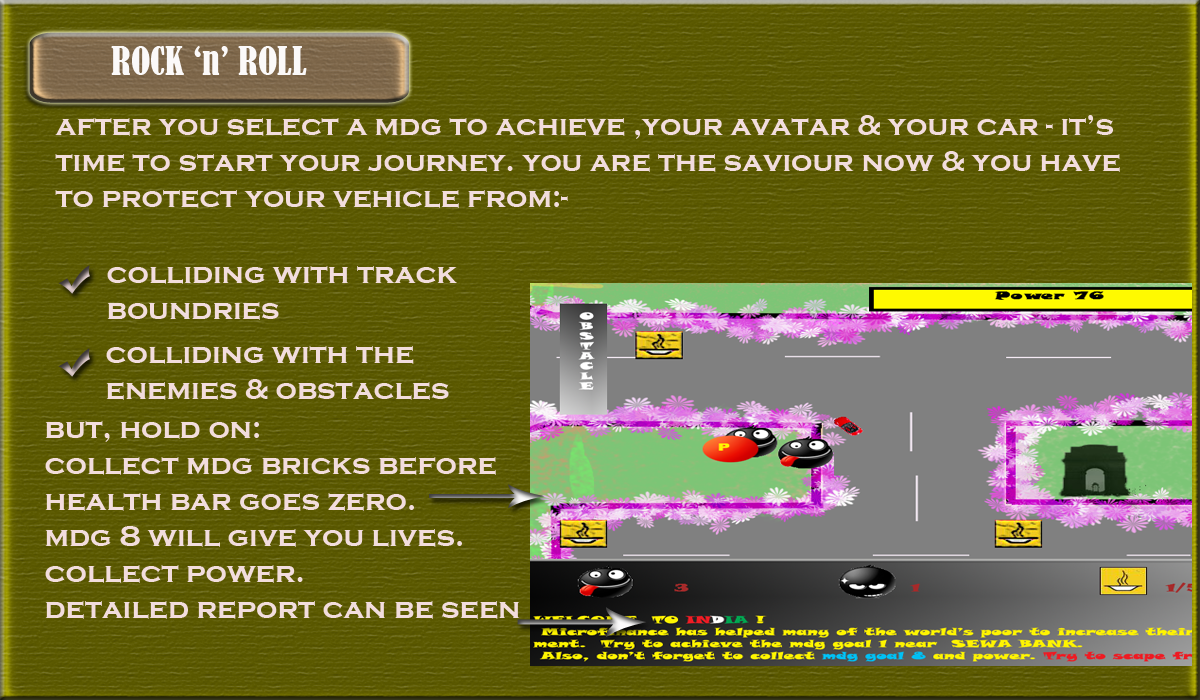 ROCK ‘n’ ROLL
AFTER YOU SELECT A MDG TO ACHIEVE ,YOUR AVATAR & YOUR CAR - IT’S
TIME TO START YOUR JOURNEY. YOU ARE THE SAVIOUR NOW & YOU HAVE
TO PROTECT YOUR VEHICLE FROM:-
COLLIDING WITH TRACK
BOUNDRIES
COLLIDING WITH THE
ENEMIES & OBSTACLES
BUT, HOLD ON:
COLLECT MDG BRICKS BEFORE
HEALTH BAR GOES ZERO.
MDG 8 WILL GIVE YOU LIVES.
COLLECT POWER.
DETAILED REPORT CAN BE SEEN
Power 76
OBSTACLE
P
3
1
1/5
WELCOME TO INDIA !
Microfinance has helped many of the world's poor to increase their
ment. Try to achieve the mdg goal 1 near SEWA BANK.
Also, don't forget to collect mdg goal 8 and power. Try to scape fr